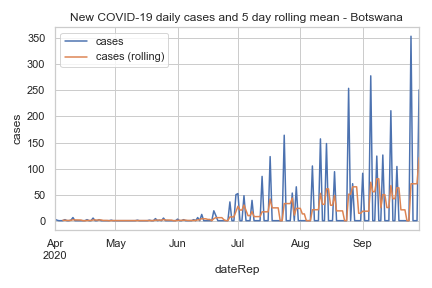 New COVID-19 daily cases and 5 day rolling mean - Botswana
cases
cases (rolling)
350
300
250
200
150
100
50
0
cases
Apr
2020
May
Jun
Jul
Aug
Sep
dateRep